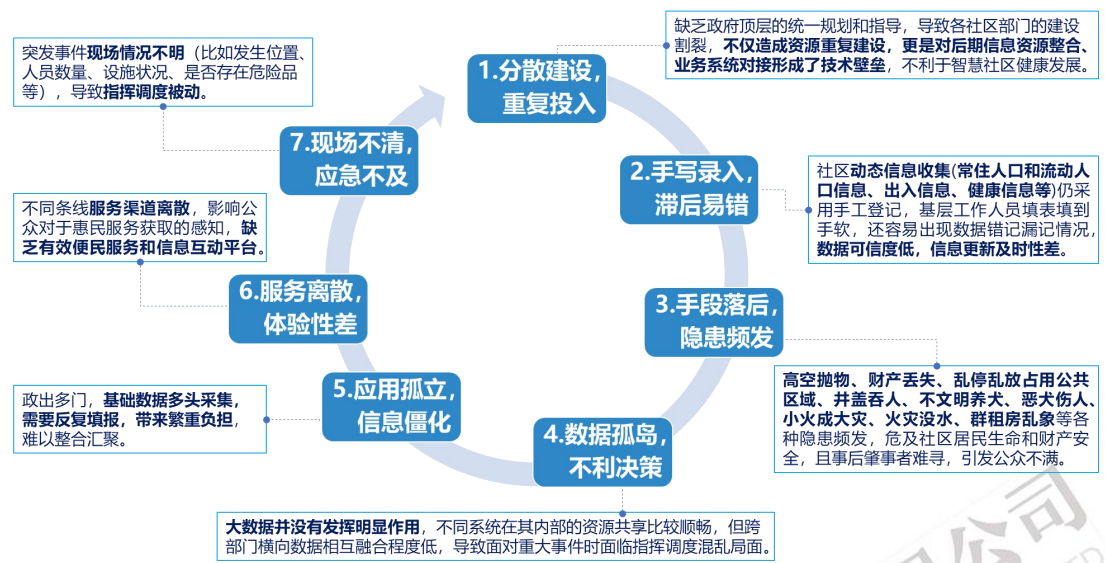 缺乏政府顶层的统一规划和指导，导致各社区部门的建设
割裂，不仅造成资源重复建设，更是对后期信息资源整合、
业务系统对接形成了技术壁垒，不利于智慧社区健康发展。
1.分散建设，
重复投入
社区动态信息收集(常住人口和流动人
口信息、出入信息、健康信息等)仍采
用手工登记，基层工作人员填表填到
手软，还容易出现数据错记漏记情况，
数据可信度低，信息更新及时性差。
2.手写录入，
滞后易错
3.手段落后，
隐患频发
高空抛物、财产丢失、乱停乱放占用公共
区域、井盖吞人、不文明养犬、恶犬伤人、
小火成大灾、火灾没水、群租房乱象等各
种隐患频发，危及社区居民生命和财产安
全，且事后肇事者难寻，引发公众不满。
4.数据孤岛，
不利决策
大数据并没有发挥明显作用，不同系统在其内部的资源共享比较顺畅，但跨
部门横向数据相互融合程度低，导致面对重大事件时面临指挥调度混乱局面。
5.应用孤立，
信息僵化
政出多门，基础数据多头采集，
需要反复填报，带来繁重负担，
难以整合汇聚。
6.服务离散，
体验性差
不同条线服务渠道离散，影响公
众对于惠民服务获取的感知，缺
乏有效便民服务和信息互动平台。
7.现场不清，
应急不及
突发事件现场情况不明（比如发生位置、
人员数量、设施状况、是否存在危险品
等），导致指挥调度被动。
公司